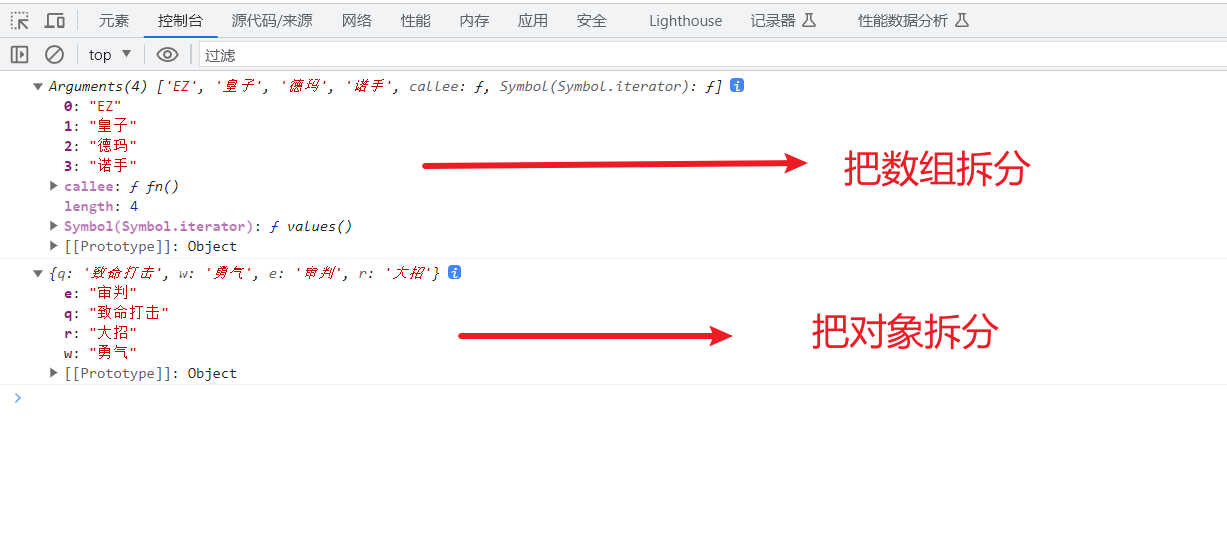 元素 控制台 源代码/来源 网络 性能 内存 应用 安全 Lighthouse 记录器 性能数据分析
top 过滤
Arguments(4) ['EZ', '皇子', '德玛', '诺手', callee: ƒ, Symbol(Symbol.iterator): ƒ]
0: "EZ"
1: "皇子"
2: "德玛"
3: "诺手"
callee: ƒ fn()
length: 4
Symbol(Symbol.iterator): ƒ values()
[[Prototype]]: Object
把数组拆分
{q: '致命打击', w: '勇气', e: '审判', r: '大招'}
e: "审判"
q: "致命打击"
r: "大招"
w: "勇气"
[[Prototype]]: Object
把对象拆分